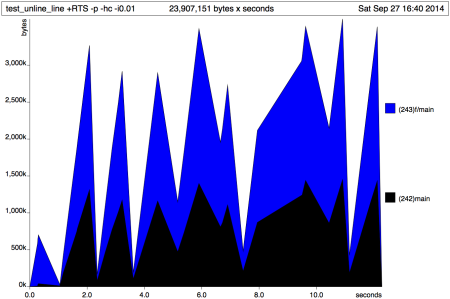 test_unline_line +RTS -p -hc -i0.01 23,907,151 bytes x seconds Sat Sep 27 16:40 2014
bytes
3,000k
2,500k
2,000k
1,500k
1,000k
500k
0k
0.0 2.0 4.0 6.0 8.0 10.0 seconds
(243)f/main
(242)main